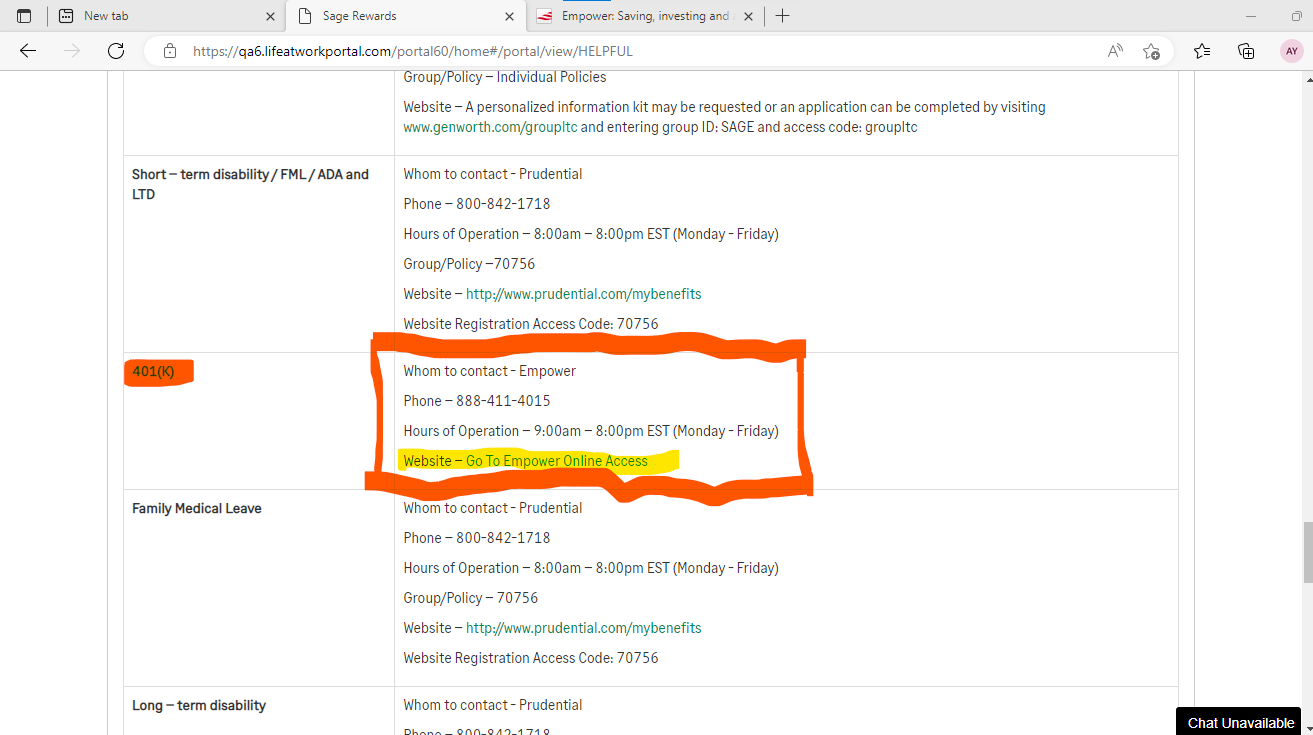 New tab
Sage Rewards
Empower: Saving, investing and
https://qa6.lifeatworkportal.com/portal60/home#/portal/view/HELPFUL
AY
Group/Policy – Individual Policies
Website – A personalized information kit may be requested or an application can be completed by visiting
www.genworth.com/groupltc and entering group ID: SAGE and access code: groupltc
Short – term disability / FML / ADA and
LTD
Whom to contact - Prudential
Phone – 800-842-1718
Hours of Operation – 8:00am – 8:00pm EST (Monday - Friday)
Group/Policy –70756
Website – http://www.prudential.com/mybenefits
Website Registration Access Code: 70756
401(K)
Whom to contact - Empower
Phone – 888-411-4015
Hours of Operation – 9:00am – 8:00pm EST (Monday - Friday)
Website – Go To Empower Online Access
Family Medical Leave
Whom to contact - Prudential
Phone – 800-842-1718
Hours of Operation – 8:00am – 8:00pm EST (Monday - Friday)
Group/Policy – 70756
Website – http://www.prudential.com/mybenefits
Website Registration Access Code: 70756
Long – term disability
Whom to contact - Prudential
Phone – 800-842-1718
Chat Unavailable